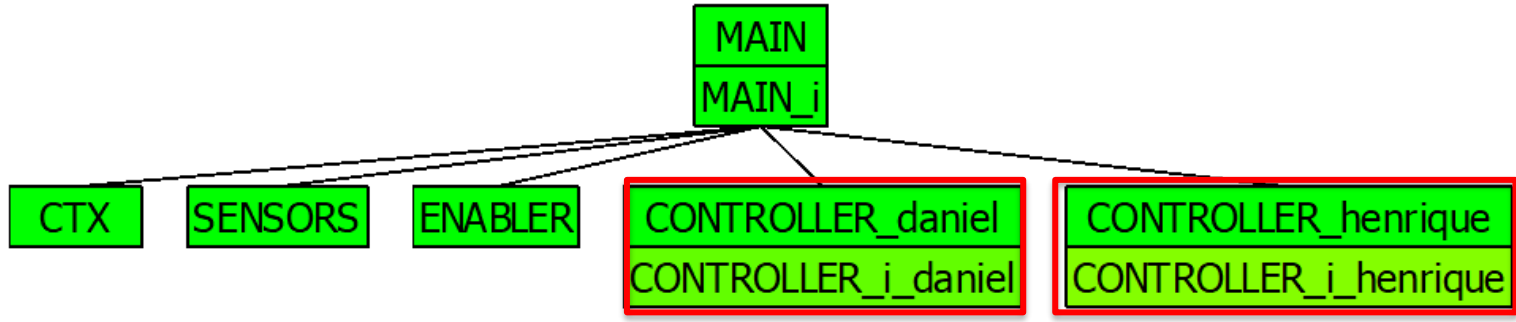 MAIN
MAIN_i
CTX
SENSORS
ENABLER
CONTROLLER_daniel
CONTROLLER_i_daniel
CONTROLLER_henrique
CONTROLLER_i_henrique